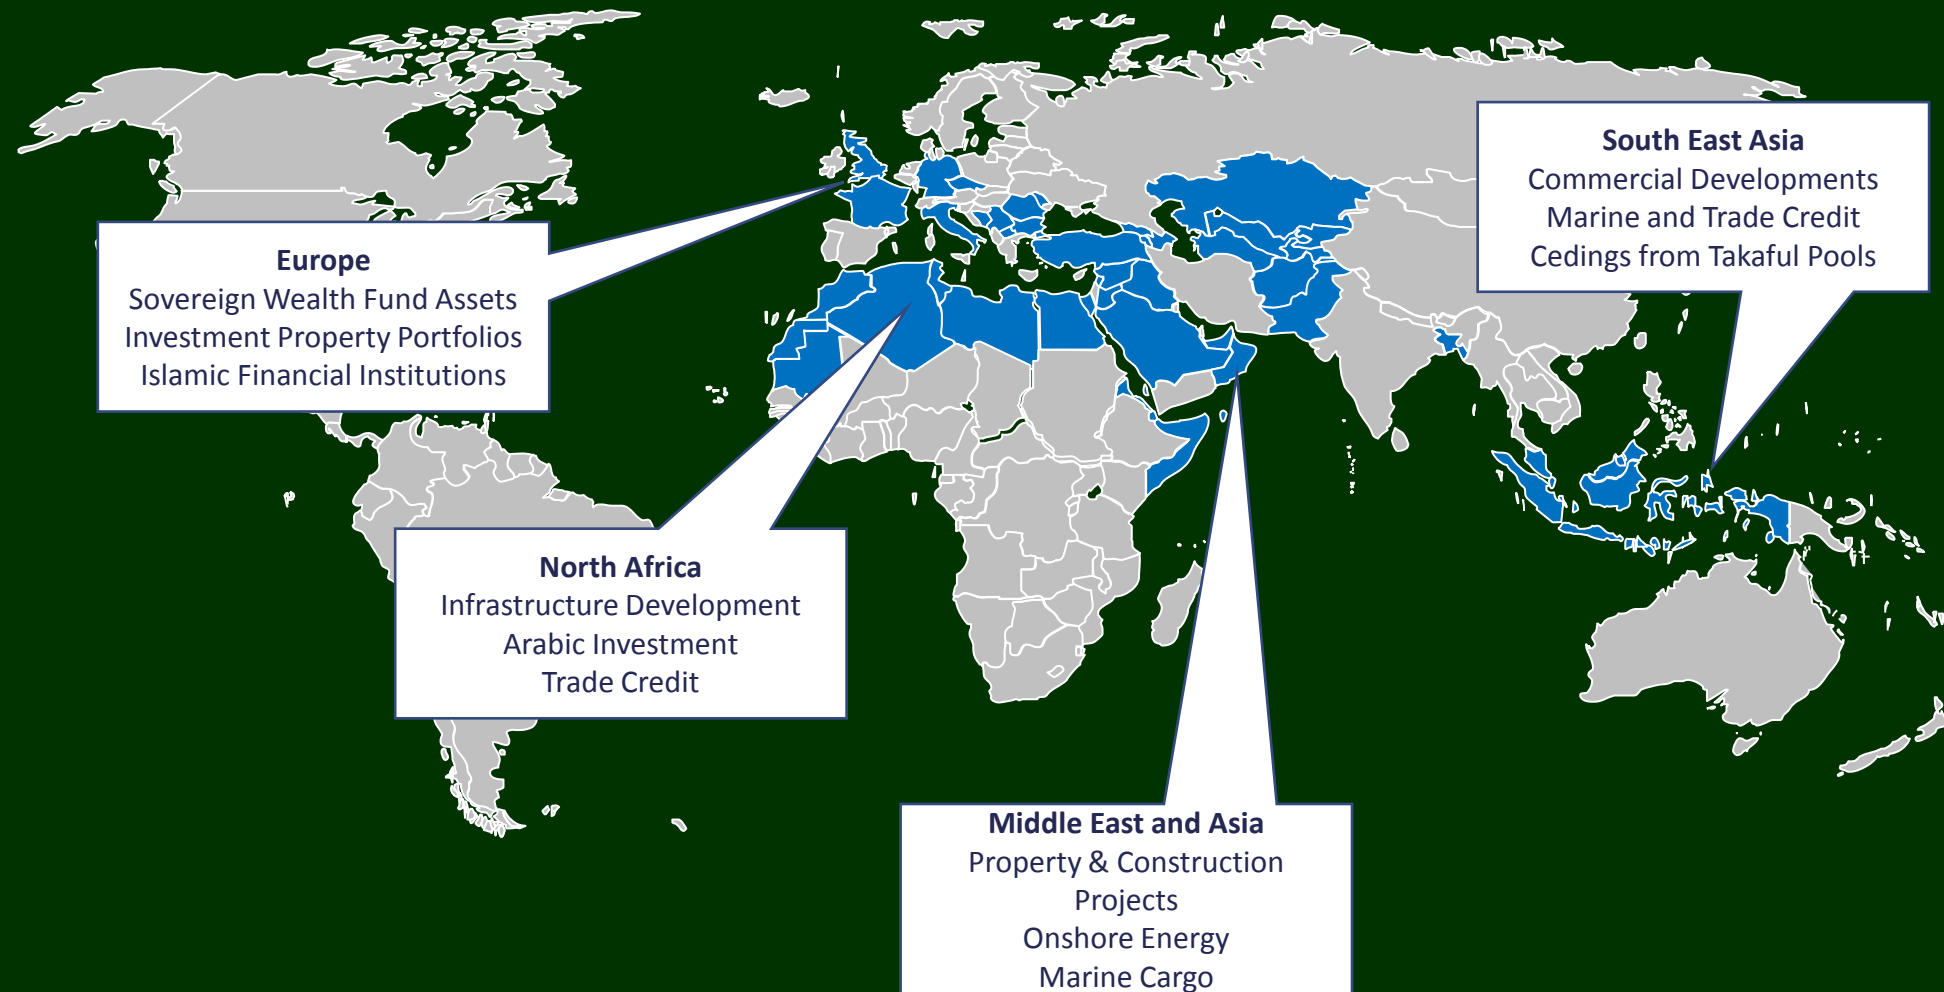 Europe
Sovereign Wealth Fund Assets
Investment Property Portfolios
Islamic Financial Institutions
South East Asia
Commercial Developments
Marine and Trade Credit
Cedings from Takaful Pools
North Africa
Infrastructure Development
Arabic Investment
Trade Credit
Middle East and Asia
Property & Construction
Projects
Onshore Energy
Marine Cargo